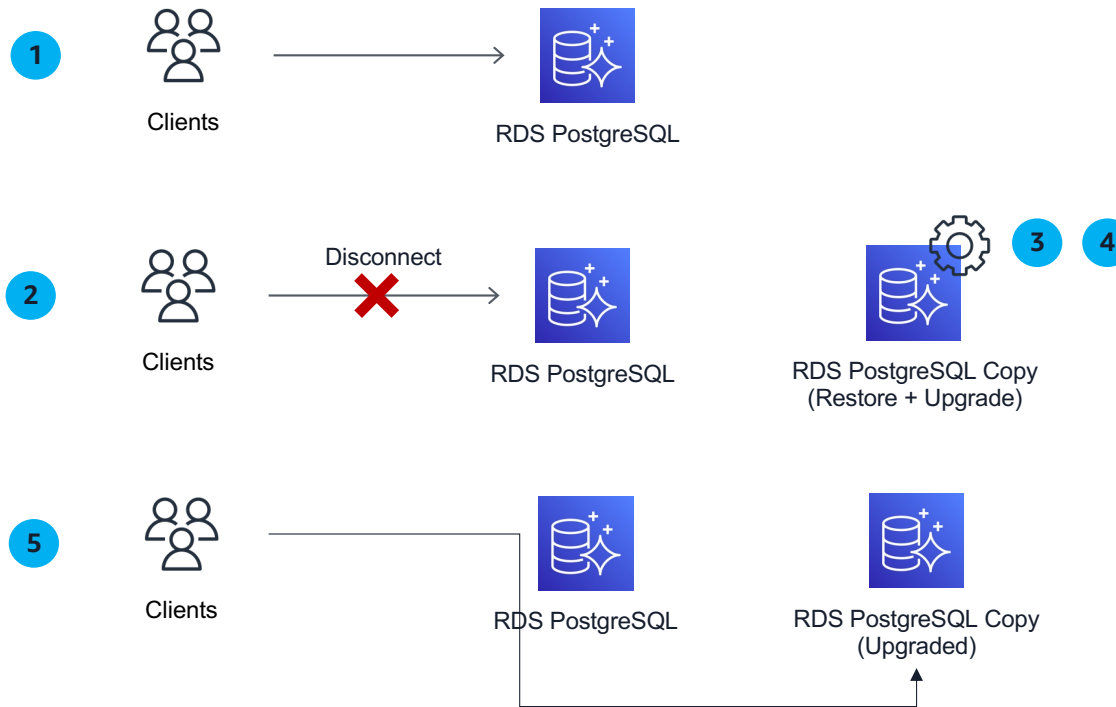 1
Clients
RDS PostgreSQL
2
Disconnect
Clients
RDS PostgreSQL
3
4
RDS PostgreSQL Copy
(Restore + Upgrade)
5
Clients
RDS PostgreSQL
RDS PostgreSQL Copy
(Upgraded)